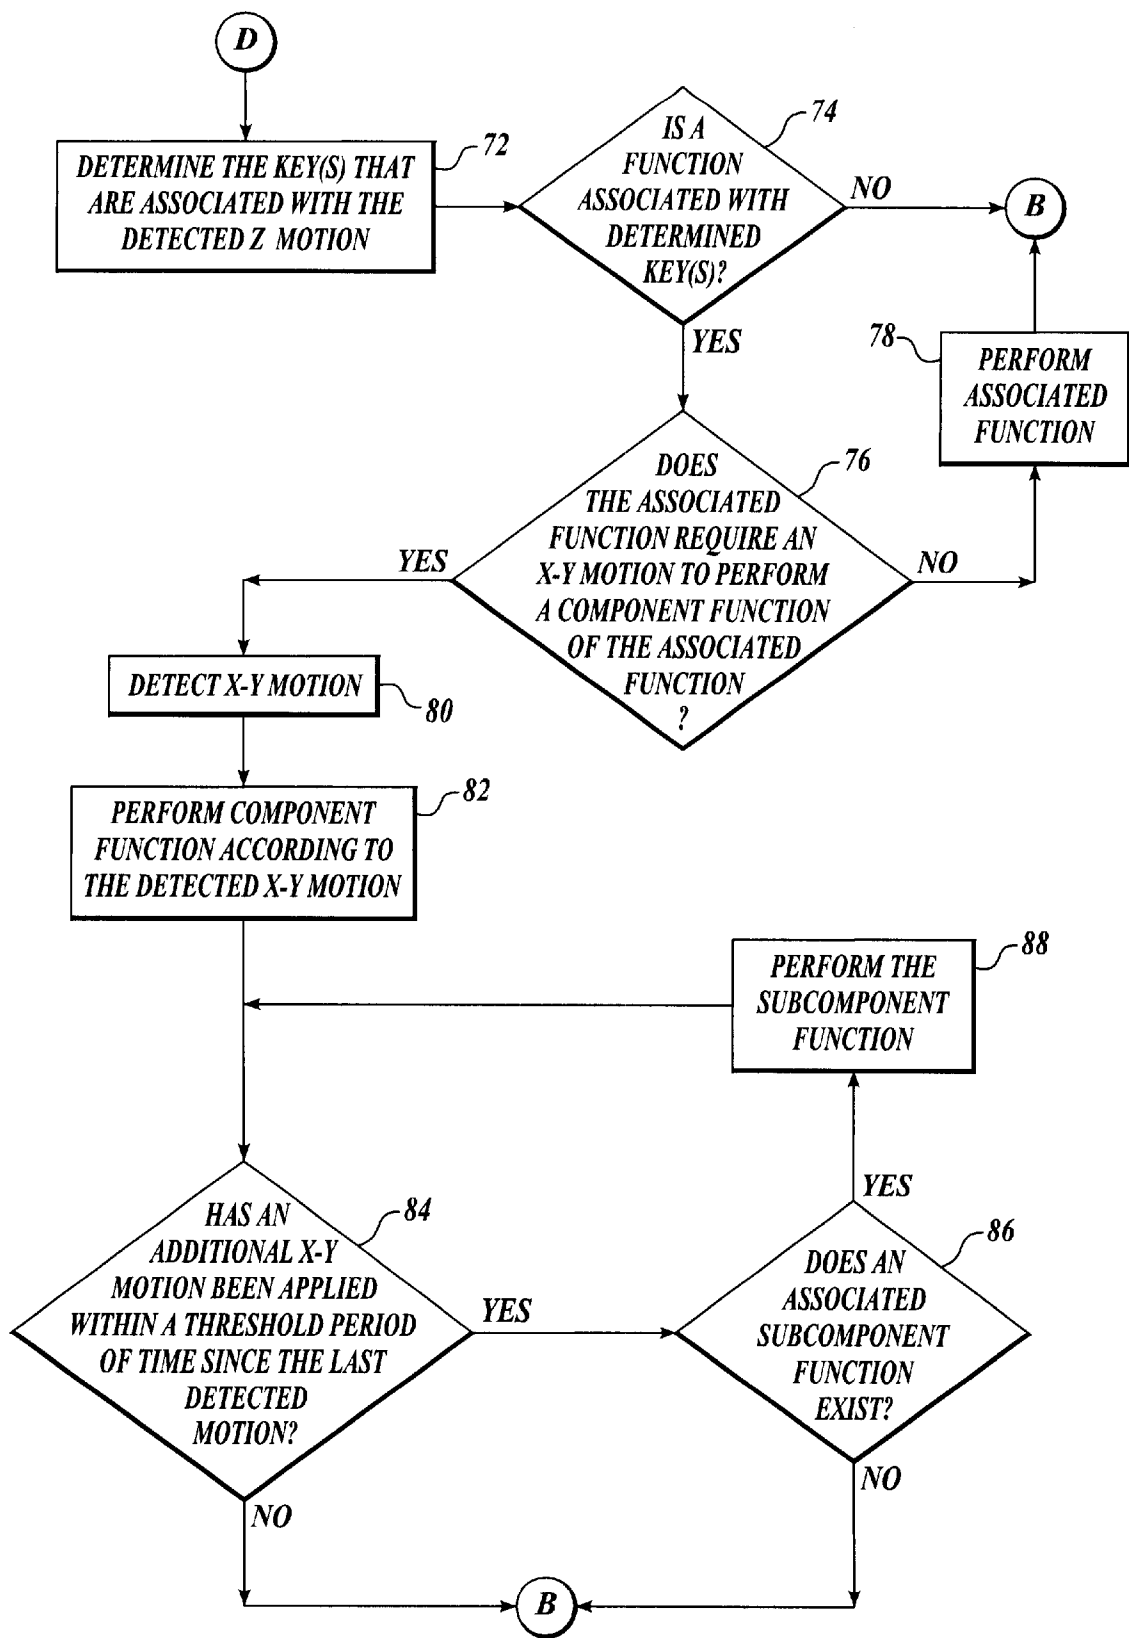 D
72
DETERMINE THE KEY(S) THAT
ARE ASSOCIATED WITH THE
DETECTED Z MOTION
74
IS A
FUNCTION
ASSOCIATED WITH
DETERMINED
KEY(S)?
NO
B
YES
78
PERFORM
ASSOCIATED
FUNCTION
76
DOES
THE ASSOCIATED
FUNCTION REQUIRE AN
X-Y MOTION TO PERFORM
A COMPONENT FUNCTION
OF THE ASSOCIATED
FUNCTION
?
YES
NO
DETECT X-Y MOTION
80
82
PERFORM COMPONENT
FUNCTION ACCORDING TO
THE DETECTED X-Y MOTION
88
PERFORM THE
SUBCOMPONENT
FUNCTION
YES
84
HAS AN
ADDITIONAL X-Y
MOTION BEEN APPLIED
WITHIN A THRESHOLD PERIOD
OF TIME SINCE THE LAST
DETECTED
MOTION?
YES
86
DOES AN
ASSOCIATED
SUBCOMPONENT
FUNCTION
EXIST?
NO
NO
B